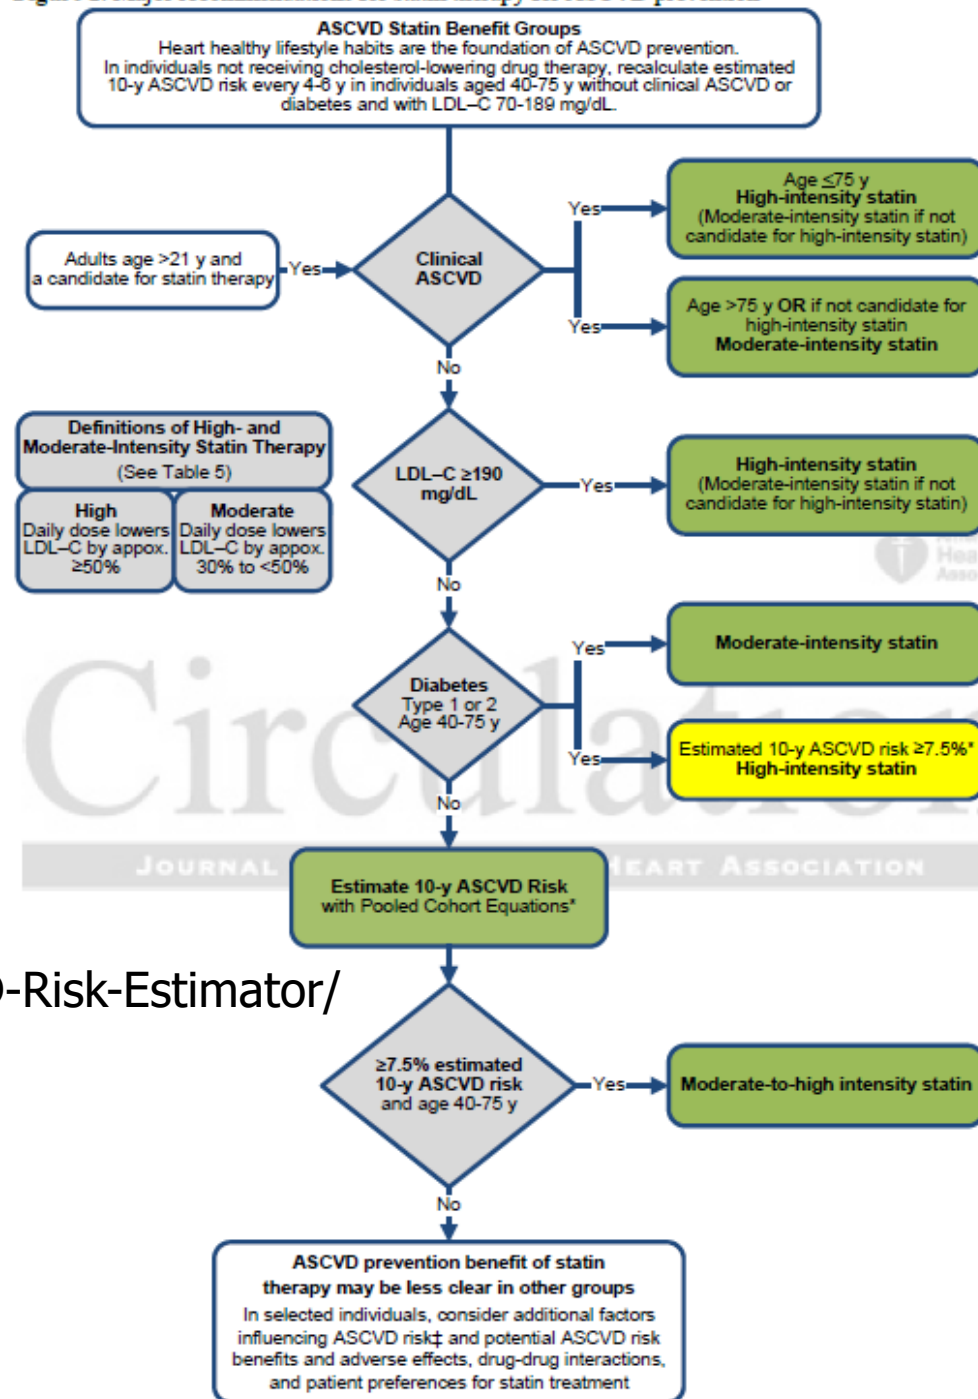 ASCVD Statin Benefit Groups
Heart healthy lifestyle habits are the foundation of ASCVD prevention.
In individuals not receiving cholesterol-lowering drug therapy, recalculate estimated
10-y ASCVD risk every 4-6 y in individuals aged 40-75 y without clinical ASCVD or
diabetes and with LDL–C 70-189 mg/dL.
Adults age >21 y and
a candidate for statin therapy
Yes
Clinical
ASCVD
Yes
Age ≤75 y
High-intensity statin
(Moderate-intensity statin if not
candidate for high-intensity statin)
Yes
Age >75 y OR if not candidate for
high-intensity statin
Moderate-intensity statin
No
Definitions of High- and
Moderate-Intensity Statin Therapy
(See Table 5)
High
Daily dose lowers
LDL–C by appox.
≥50%
Moderate
Daily dose lowers
LDL–C by appox.
30% to <50%
LDL–C ≥190
mg/dL
Yes
High-intensity statin
(Moderate-intensity statin if not
candidate for high-intensity statin)
No
Diabetes
Type 1 or 2
Age 40-75 y
Yes
Moderate-intensity statin
Yes
Estimated 10-y ASCVD risk ≥7.5%*
High-intensity statin
No
Circulation
JOURNAL
HEART ASSOCIATION
Estimate 10-y ASCVD Risk
with Pooled Cohort Equations*
-Risk-Estimator/
≥7.5% estimated
10-y ASCVD risk
and age 40-75 y
Yes
Moderate-to-high intensity statin
No
ASCVD prevention benefit of statin
therapy may be less clear in other groups
In selected individuals, consider additional factors
influencing ASCVD risk‡ and potential ASCVD risk
benefits and adverse effects, drug-drug interactions,
and patient preferences for statin treatment